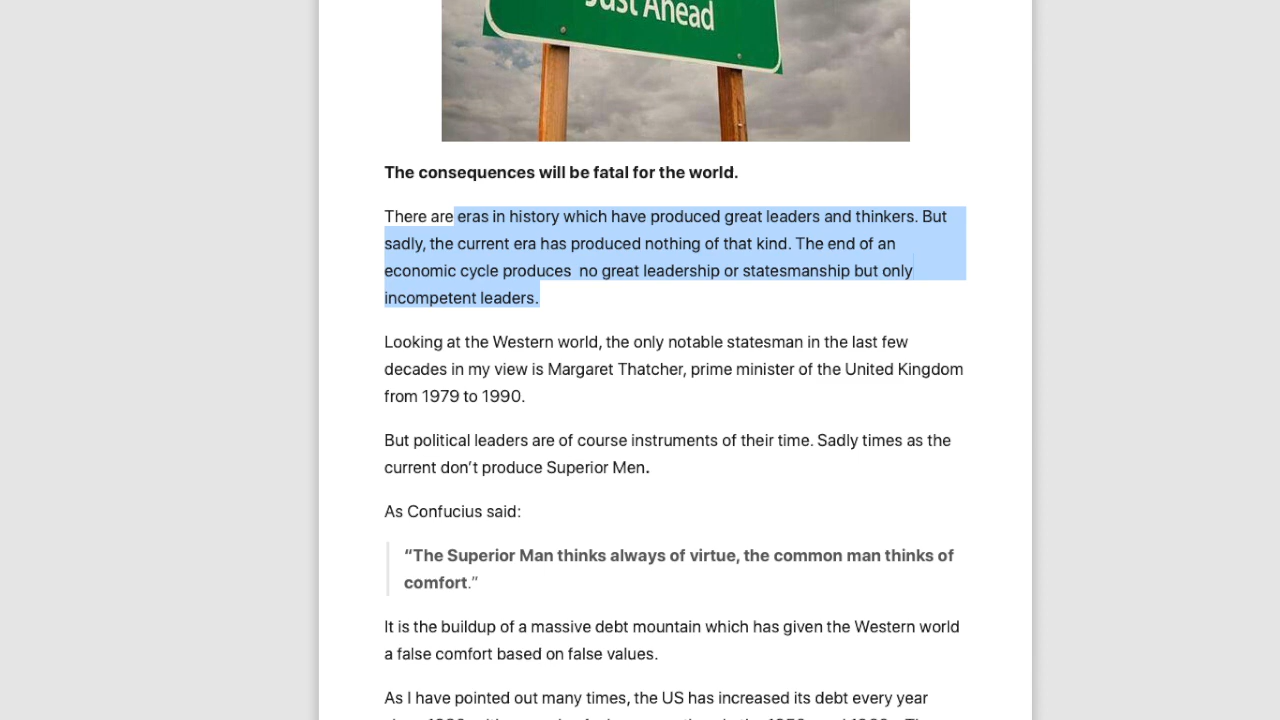 Just Ahead
The consequences will be fatal for the world.
There are eras in history which have produced great leaders and thinkers. But
sadly, the current era has produced nothing of that kind. The end of an
economic cycle produces  no great leadership or statesmanship but only
incompetent leaders.
Looking at the Western world, the only notable statesman in the last few
decades in my view is Margaret Thatcher, prime minister of the United Kingdom
from 1979 to 1990.
But political leaders are of course instruments of their time. Sadly times as the
current don’t produce Superior Men.
As Confucius said:
“The Superior Man thinks always of virtue, the common man thinks of
comfort.”
It is the buildup of a massive debt mountain which has given the Western world
a false comfort based on false values.
As I have pointed out many times, the US has increased its debt every year